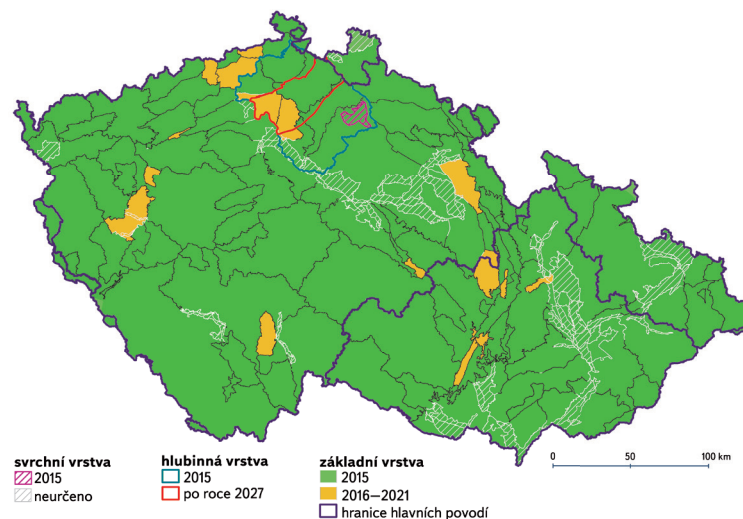 svrchní vrstva
2015
neurčeno
hlubinná vrstva
2015
po roce 2027
základní vrstva
2015
2016–2021
hranice hlavních povodí
0 50 100 km